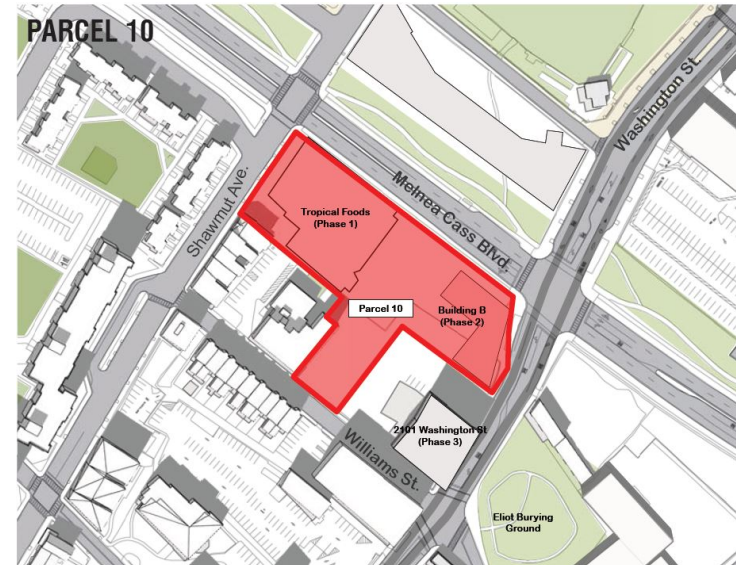 PARCEL 10
Washington St.
Shawmut Ave.
Melnea Cass Blvd.
Tropical Foods
(Phase 1)
Parcel 10
Building B
(Phase 2)
2101 Washington St
(Phase 3)
Williams St.
Eliot Burying
Ground